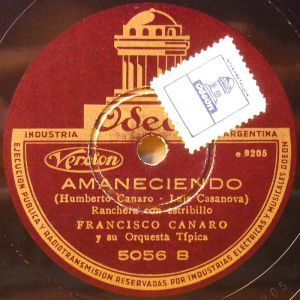 Odeon
INDUSTRIA ARGENTINA
Veroton
e 9205
AMANECIENDO
(Humberto Canaro - Luis Casanova)
Ranchera con estribillo
FRANCISCO CANARO
y su Orquesta Típica
5056 B
EJECUCION PUBLICA Y RADIOTRANSMISION RESERVADAS POR INDUSTRIAS ELECTRICAS Y MUSICALES ODEON